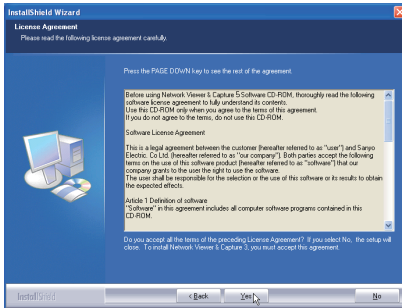 InstallShield Wizard
License Agreement
Please read the following license agreement carefully.
Press the PAGE DOWN key to see the rest of the agreement.
Before using Network Viewer & Capture 5 Software CD-ROM, thoroughly read the following
software license agreement to fully understand its contents.
Use this CD-ROM only when you agree to the terms of this agreement.
If you do not agree to the terms, do not use this CD-ROM.
Software License Agreement
This is a legal agreement between the customer (hereafter referred to as "user") and Sanyo
Electric. Co Ltd. (hereafter referred to as "our company"). Both parties accept the following
terms on the use of this software product (hereafter referred to as "software") that our
company grants to the user the right to use the software.
The user shall be responsible for the selection or the use of this software or its results to obtain
the expected effects.
Article 1 Definition of software
"Software" in this agreement includes all computer software programs contained in this
CD-ROM.
Do you accept all the terms of the preceding License Agreement? If you select No, the setup will
close. To install Network Viewer & Capture 3, you must accept this agreement.
InstallShield
< Back
Yes
No